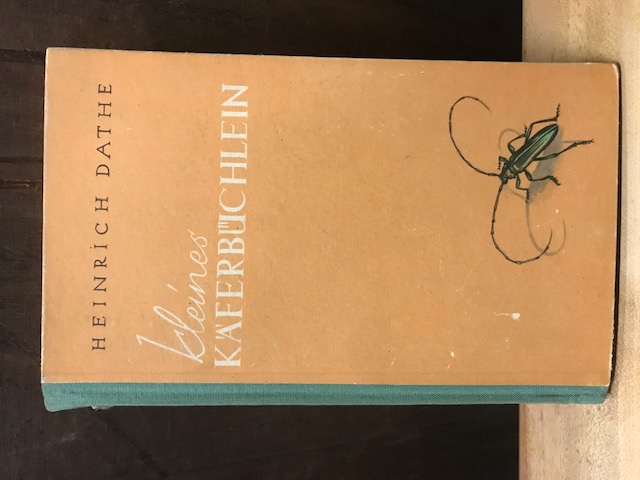 HEINRICH DATHE
kleines
KÄFERBÜCHLEIN